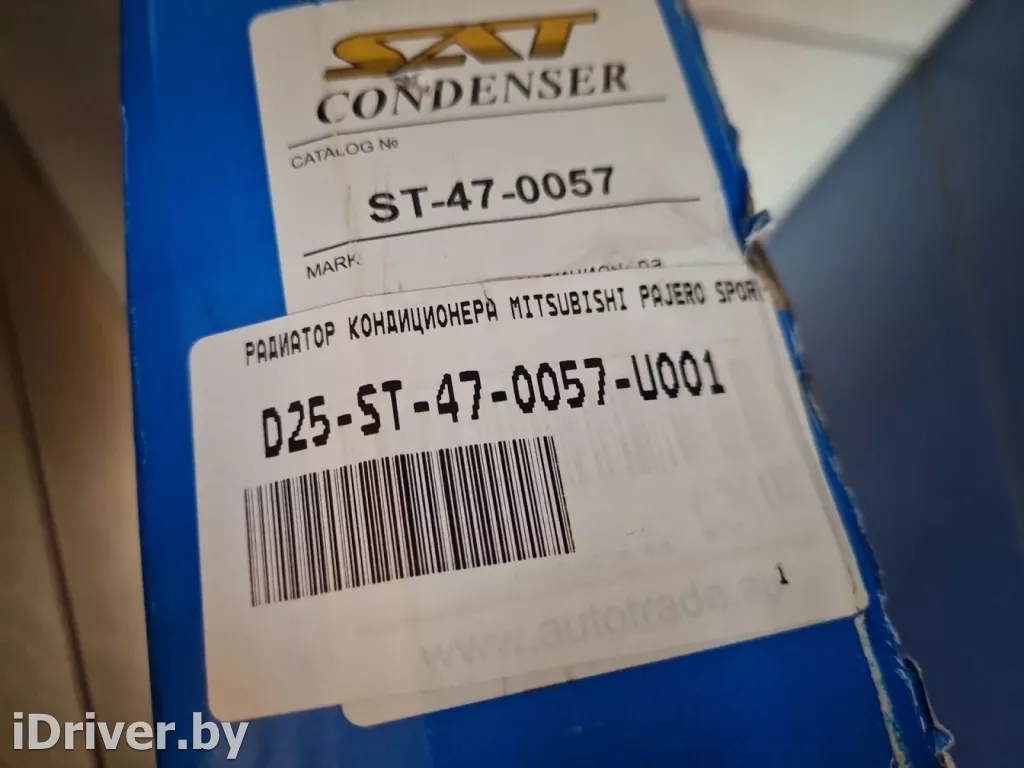 SAT
CONDENSER
CATALOG №
ST-47-0057
MARK
РАДИАТОР КОНДИЦИОНЕРА MITSUBISHI PAJERO SPOR
D25-ST-47-0057-U001
1
www.autotrade.su
iDriver.by